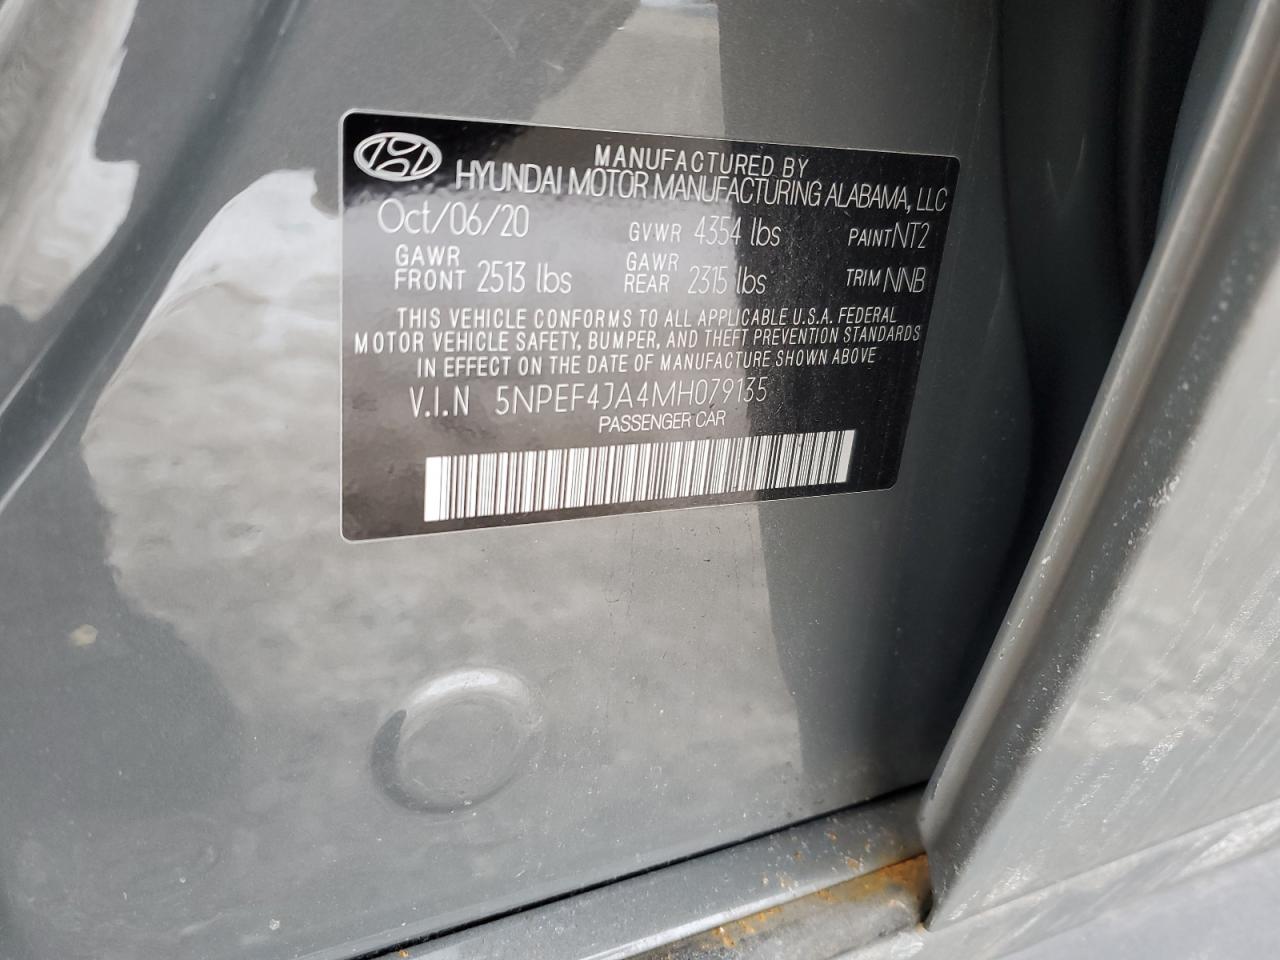 MANUFACTURED BY
HYUNDAI MOTOR MANUFACTURING ALABAMA, LLC
Oct/06/20 GVWR 4354 lbs PAINT NT2
GAWR FRONT 2513 lbs GAWR REAR 2315 lbs TRIM NNB
THIS VEHICLE CONFORMS TO ALL APPLICABLE U.S.A. FEDERAL
MOTOR VEHICLE SAFETY, BUMPER, AND THEFT PREVENTION STANDARDS
IN EFFECT ON THE DATE OF MANUFACTURE SHOWN ABOVE
V.I.N 5NPEF4JA4MH079135
PASSENGER CAR